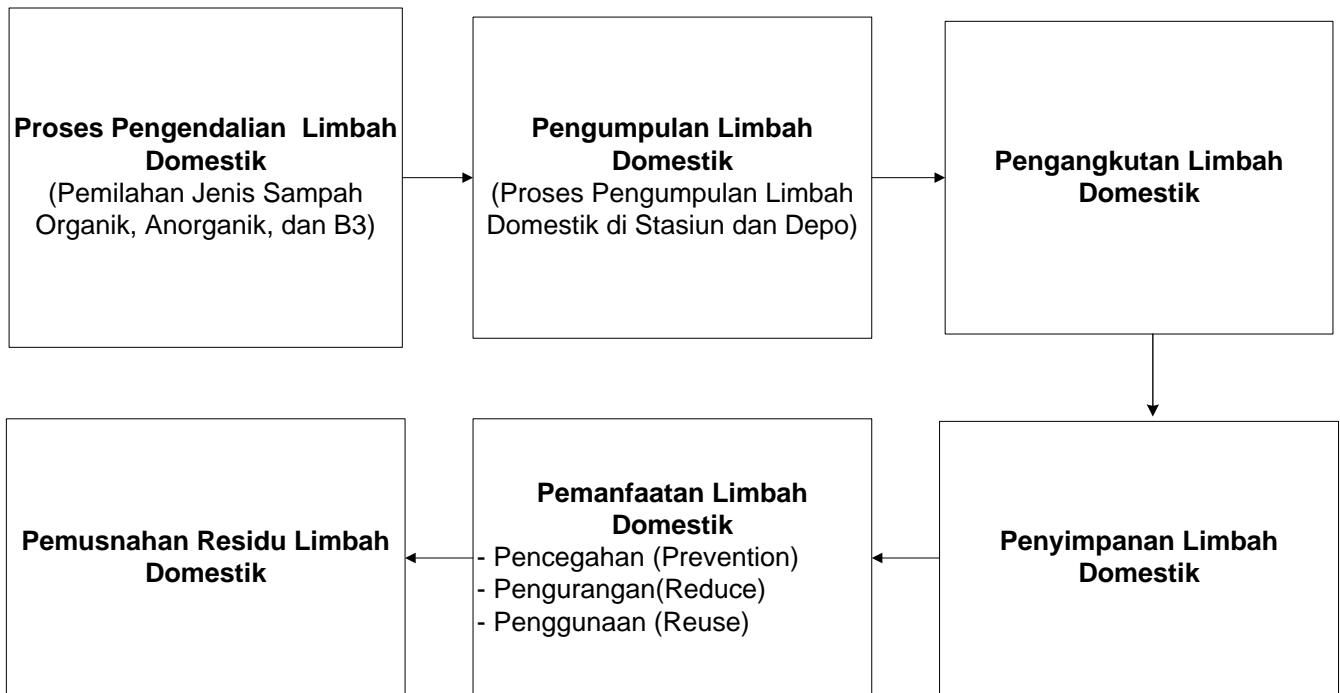 Proses Pengendalian  Limbah
Domestik
(Pemilahan Jenis Sampah
Organik, Anorganik, dan B3)
Pengumpulan Limbah
Domestik
(Proses Pengumpulan Limbah
Domestik di Stasiun dan Depo)
Pengangkutan Limbah
Domestik
Penyimpanan Limbah
Domestik
Pemanfaatan Limbah
Domestik
- Pencegahan (Prevention)
- Pengurangan(Reduce)
- Penggunaan (Reuse)
Pemusnahan Residu Limbah
Domestik